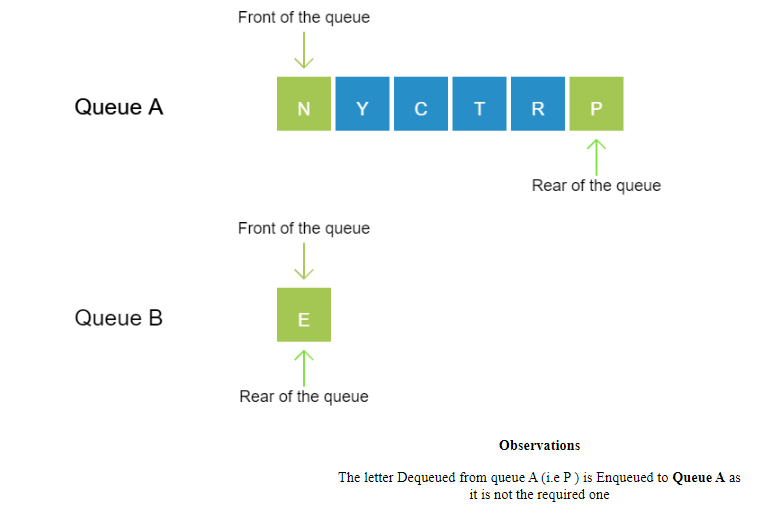 Front of the queue
Queue A
N Y C T R P
Rear of the queue
Front of the queue
Queue B
E
Rear of the queue
Observations
The letter Dequeued from queue A (i.e P ) is Enqueued to Queue A as
it is not the required one